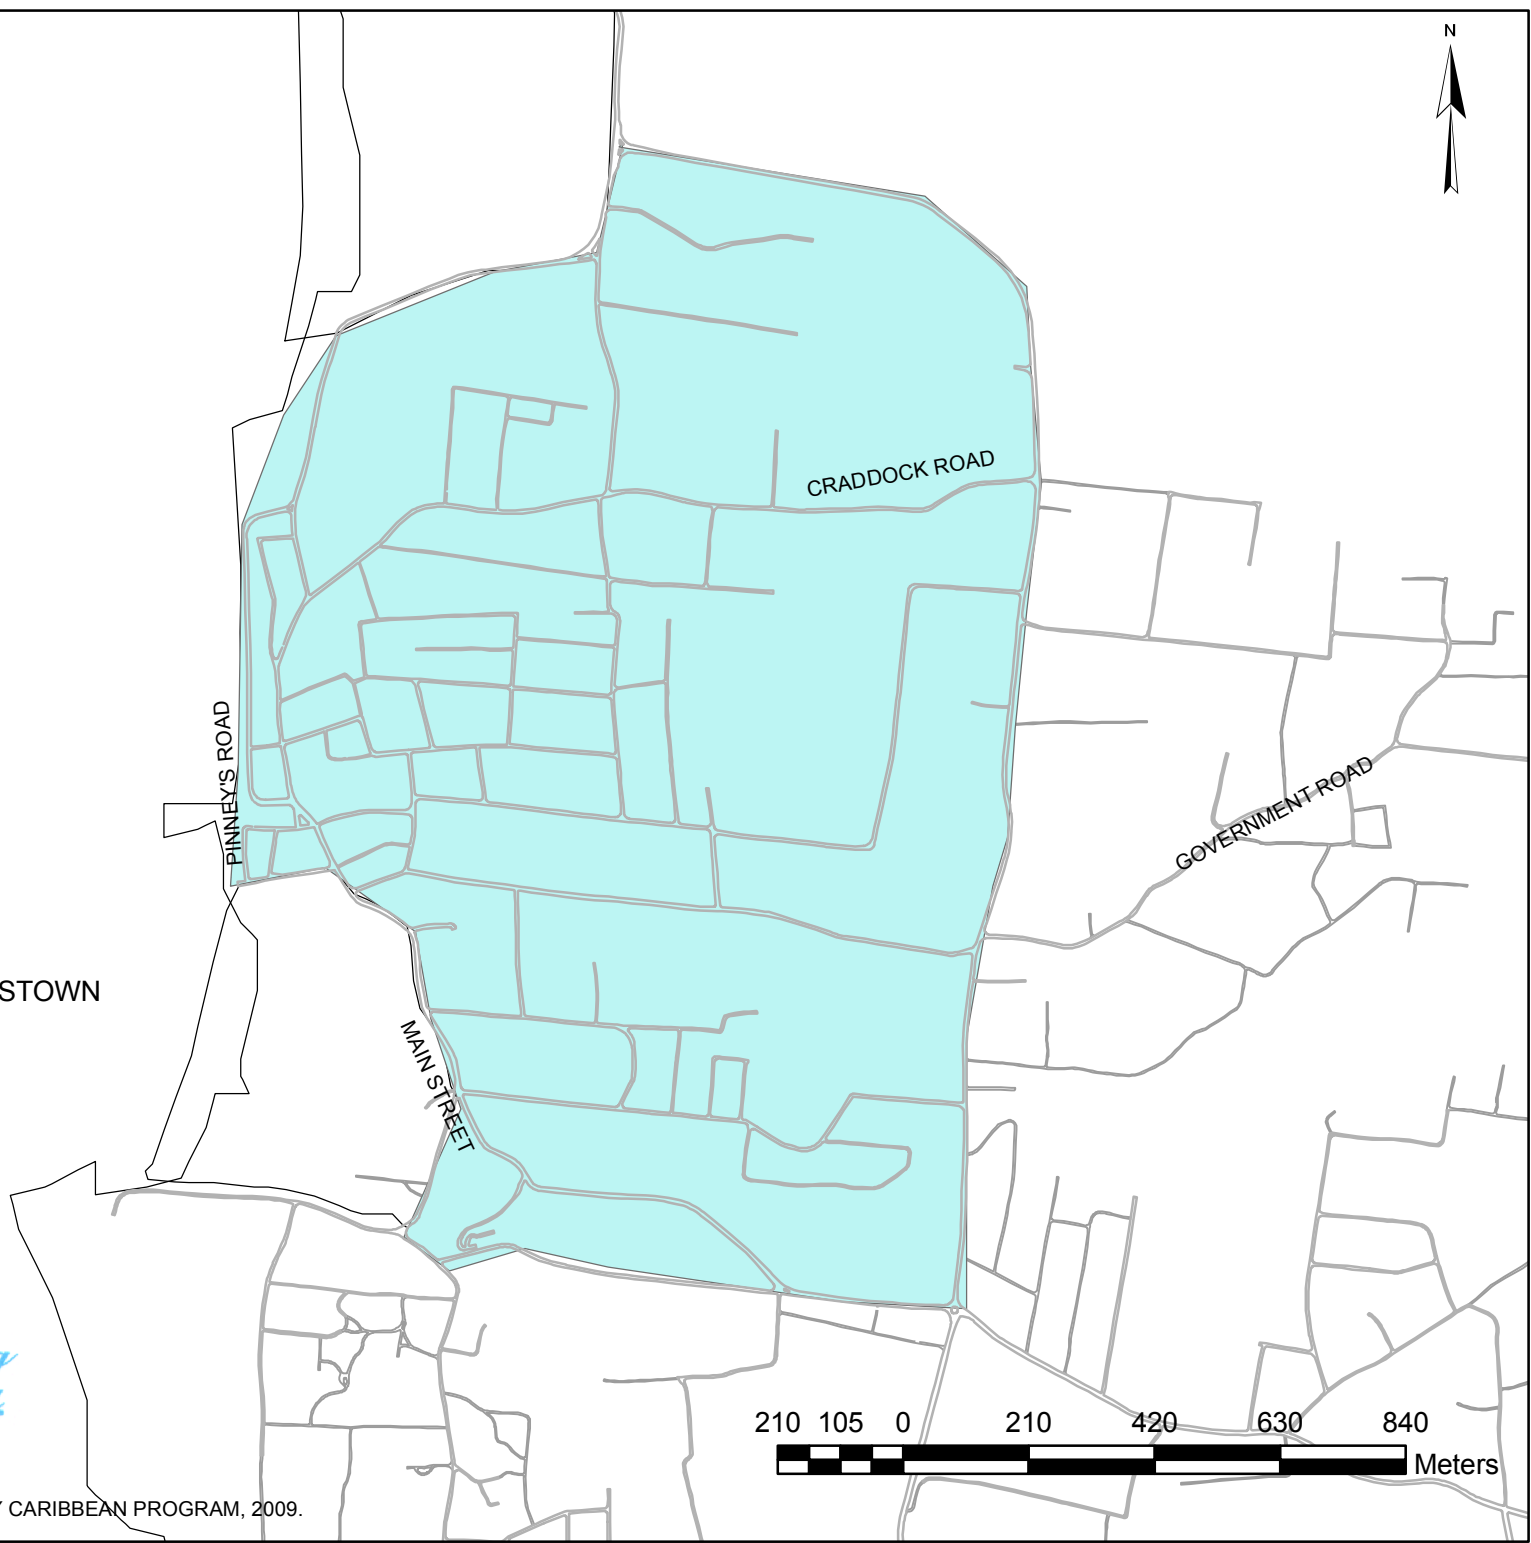 N
CRADDOCK ROAD
PINNEY'S ROAD
GOVERNMENT ROAD
STOWN
MAIN STREET
210 105 0 210 420 630 840
Meters
CARIBBEAN PROGRAM, 2009.